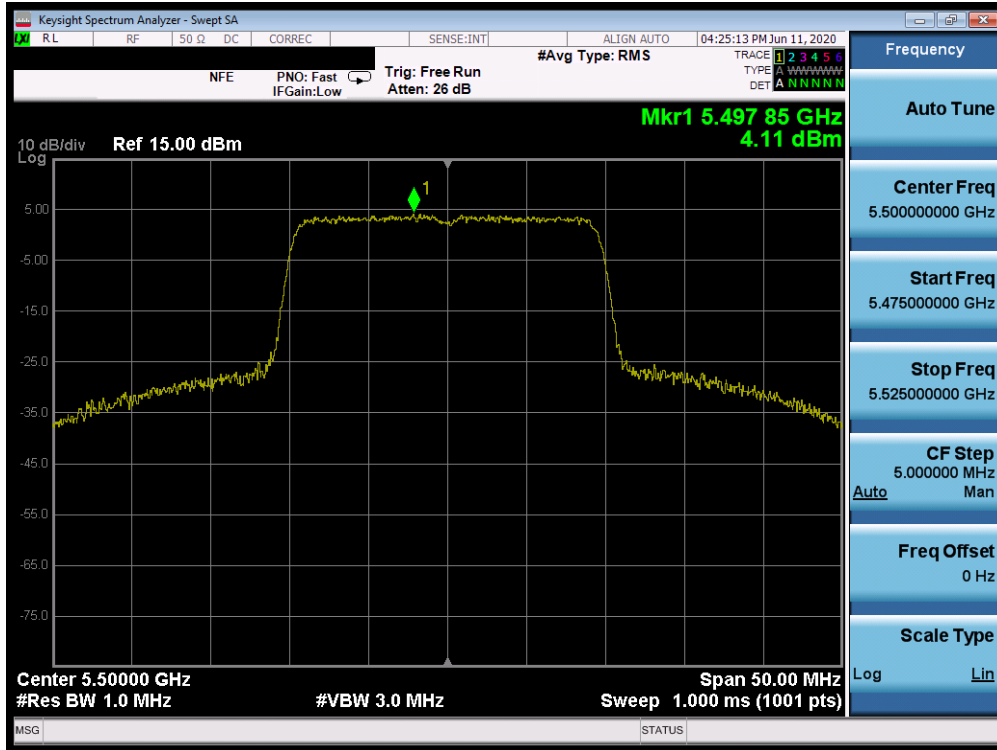 Keysight Spectrum Analyzer - Swept SA
LXI RL RF 50 Ω DC CORREC SENSE:INT ALIGN AUTO 04:25:13 PM Jun 11, 2020
#Avg Type: RMS
TRACE 1 2 3 4 5 6
TYPE A WWWWWW
DET A N N N N N
NFE PNO: Fast Trig: Free Run
IFGain:Low Atten: 26 dB
Mkr1 5.497 85 GHz
4.11 dBm
10 dB/div Ref 15.00 dBm
Log
1
5.00
-5.00
-15.0
-25.0
-35.0
-45.0
-55.0
-65.0
-75.0
Center 5.50000 GHz Span 50.00 MHz
#Res BW 1.0 MHz #VBW 3.0 MHz Sweep 1.000 ms (1001 pts)
MSG STATUS
Frequency
Auto Tune
Center Freq
5.500000000 GHz
Start Freq
5.475000000 GHz
Stop Freq
5.525000000 GHz
CF Step
5.000000 MHz
Auto Man
Freq Offset
0 Hz
Scale Type
Log Lin